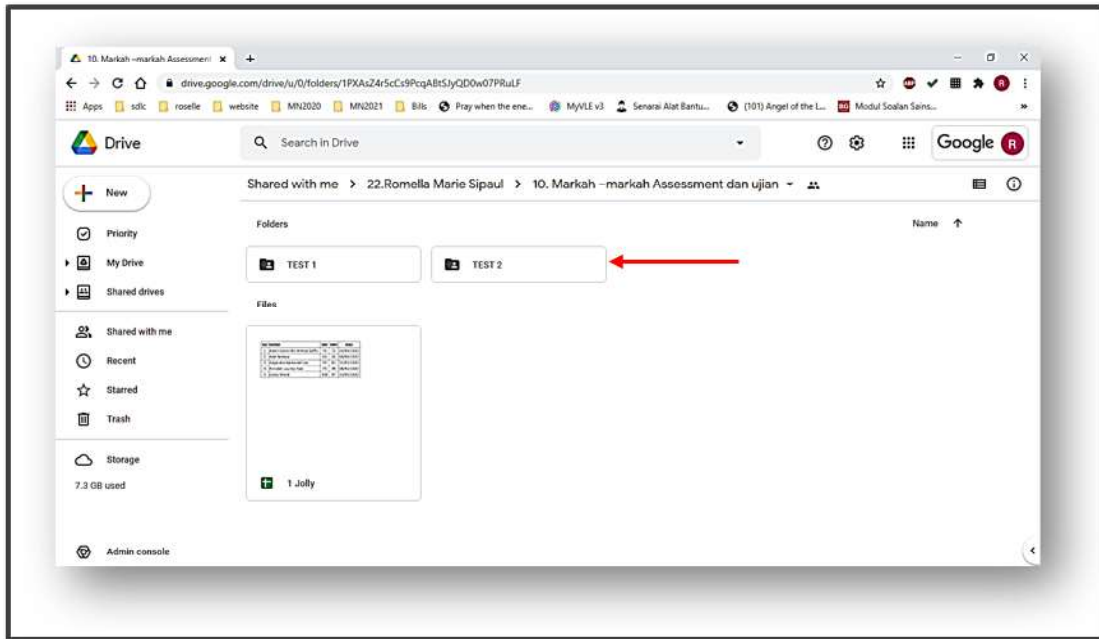 10. Markah –markah Assessment
drive.google.com/drive/u/0/folders/1PXAsZ4r5cCs9PcqABtSJyQD0w07PRuLF
Apps sdlc roselle website MN2020 MN2021 Bills Pray when the ene... MyVLE v3 Senarai Alat Bantu... (101) Angel of the L... Modul Soalan Sains... »
Drive Search in Drive Google R
New Shared with me > 22.Romella Marie Sipaul > 10. Markah –markah Assessment dan ujian
Folders Name
Priority
My Drive TEST 1 TEST 2
Shared drives
Files
Shared with me
Recent
Starred
Trash
Storage
7.3 GB used 1 Jolly
Admin console